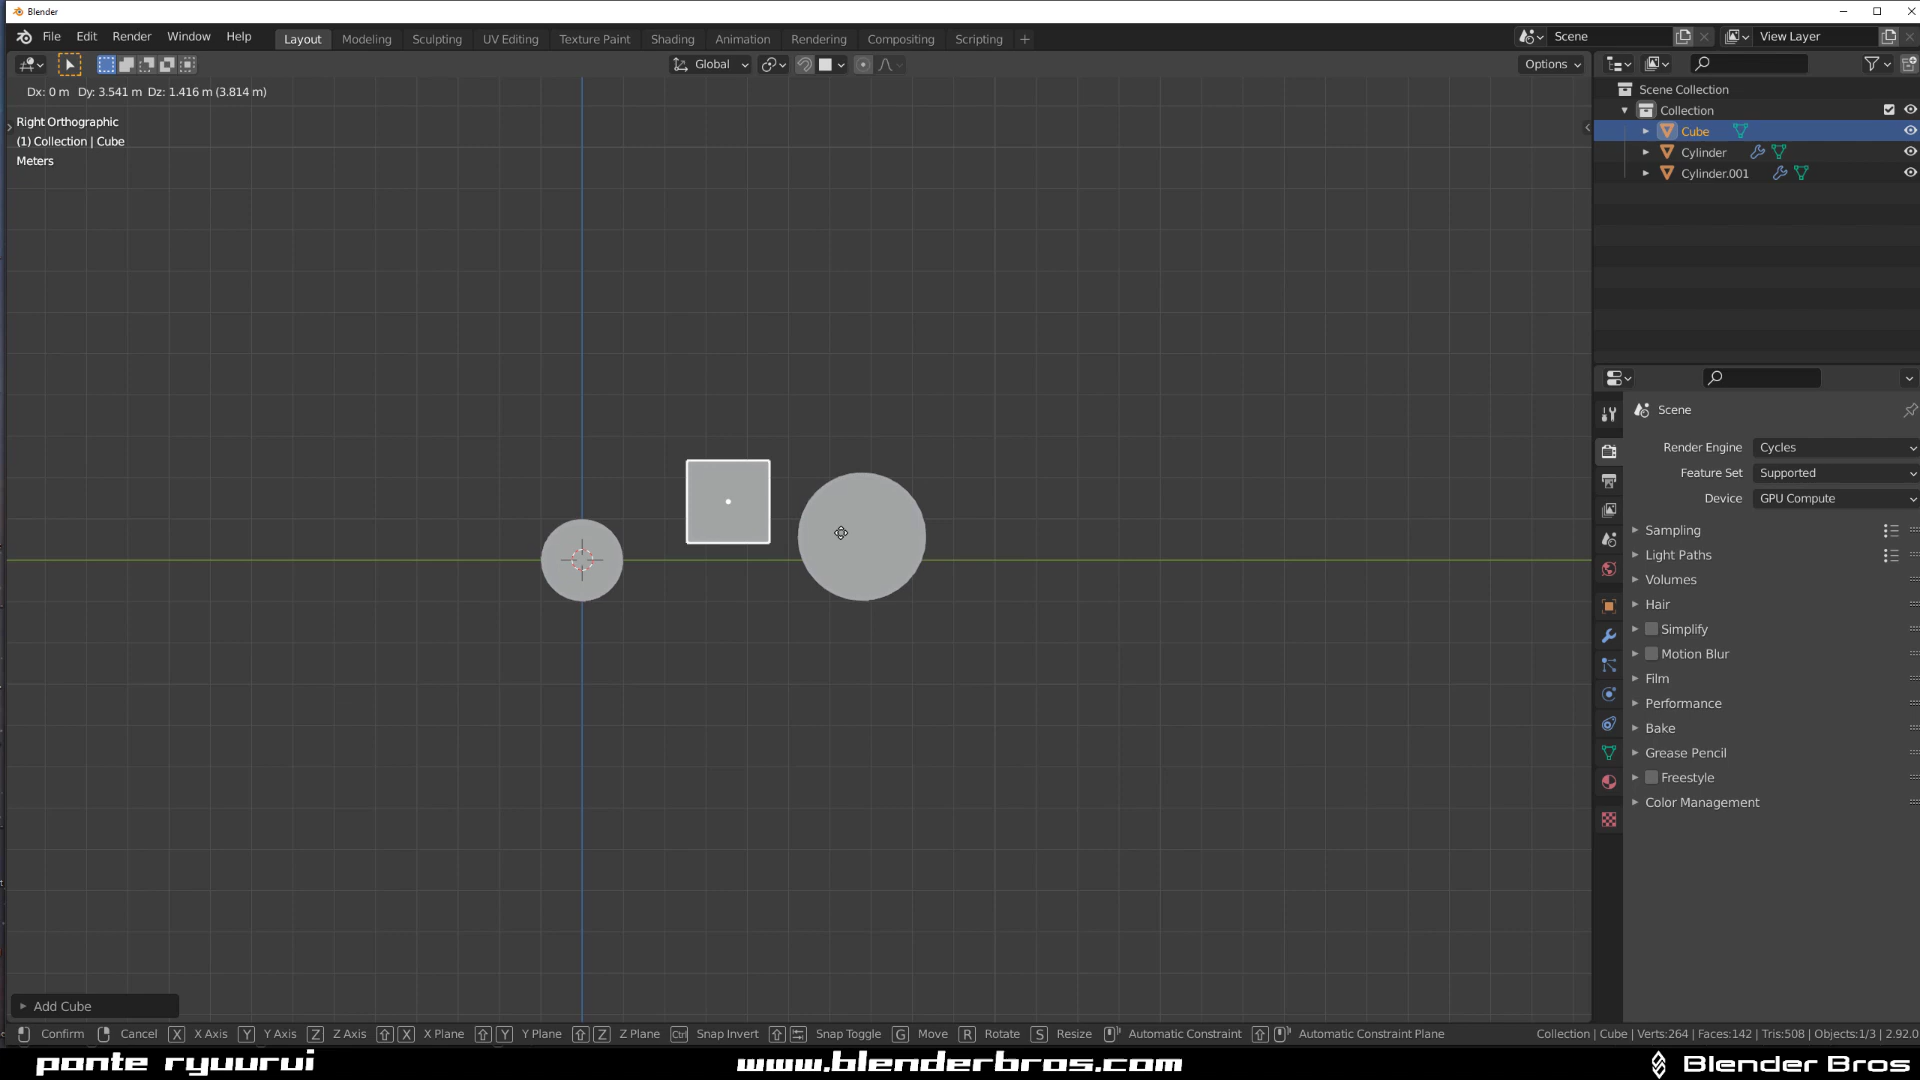 Blender
File Edit Render Window Help Layout Modeling Sculpting UV Editing Texture Paint Shading Animation Rendering Compositing Scripting + Scene View Layer
Global Options
Dx: 0 m Dy: 3.541 m Dz: 1.416 m (3.814 m)
Right Orthographic
(1) Collection | Cube
Meters
Scene Collection
Collection
Cube
Cylinder
Cylinder.001
Scene
Render Engine Cycles
Feature Set Supported
Device GPU Compute
Sampling
Light Paths
Volumes
Hair
Simplify
Motion Blur
Film
Performance
Bake
Grease Pencil
Freestyle
Color Management
Add Cube
Confirm Cancel X X Axis Y Y Axis Z Z Axis X X Plane Y Y Plane Z Z Plane Ctrl Snap Invert Snap Toggle G Move R Rotate S Resize Automatic Constraint Automatic Constraint Plane Collection | Cube | Verts:264 | Faces:142 | Tris:508 | Objects:1/3 | 2.92.0
ponte ryuurui www.blenderbros.com Blender Bros